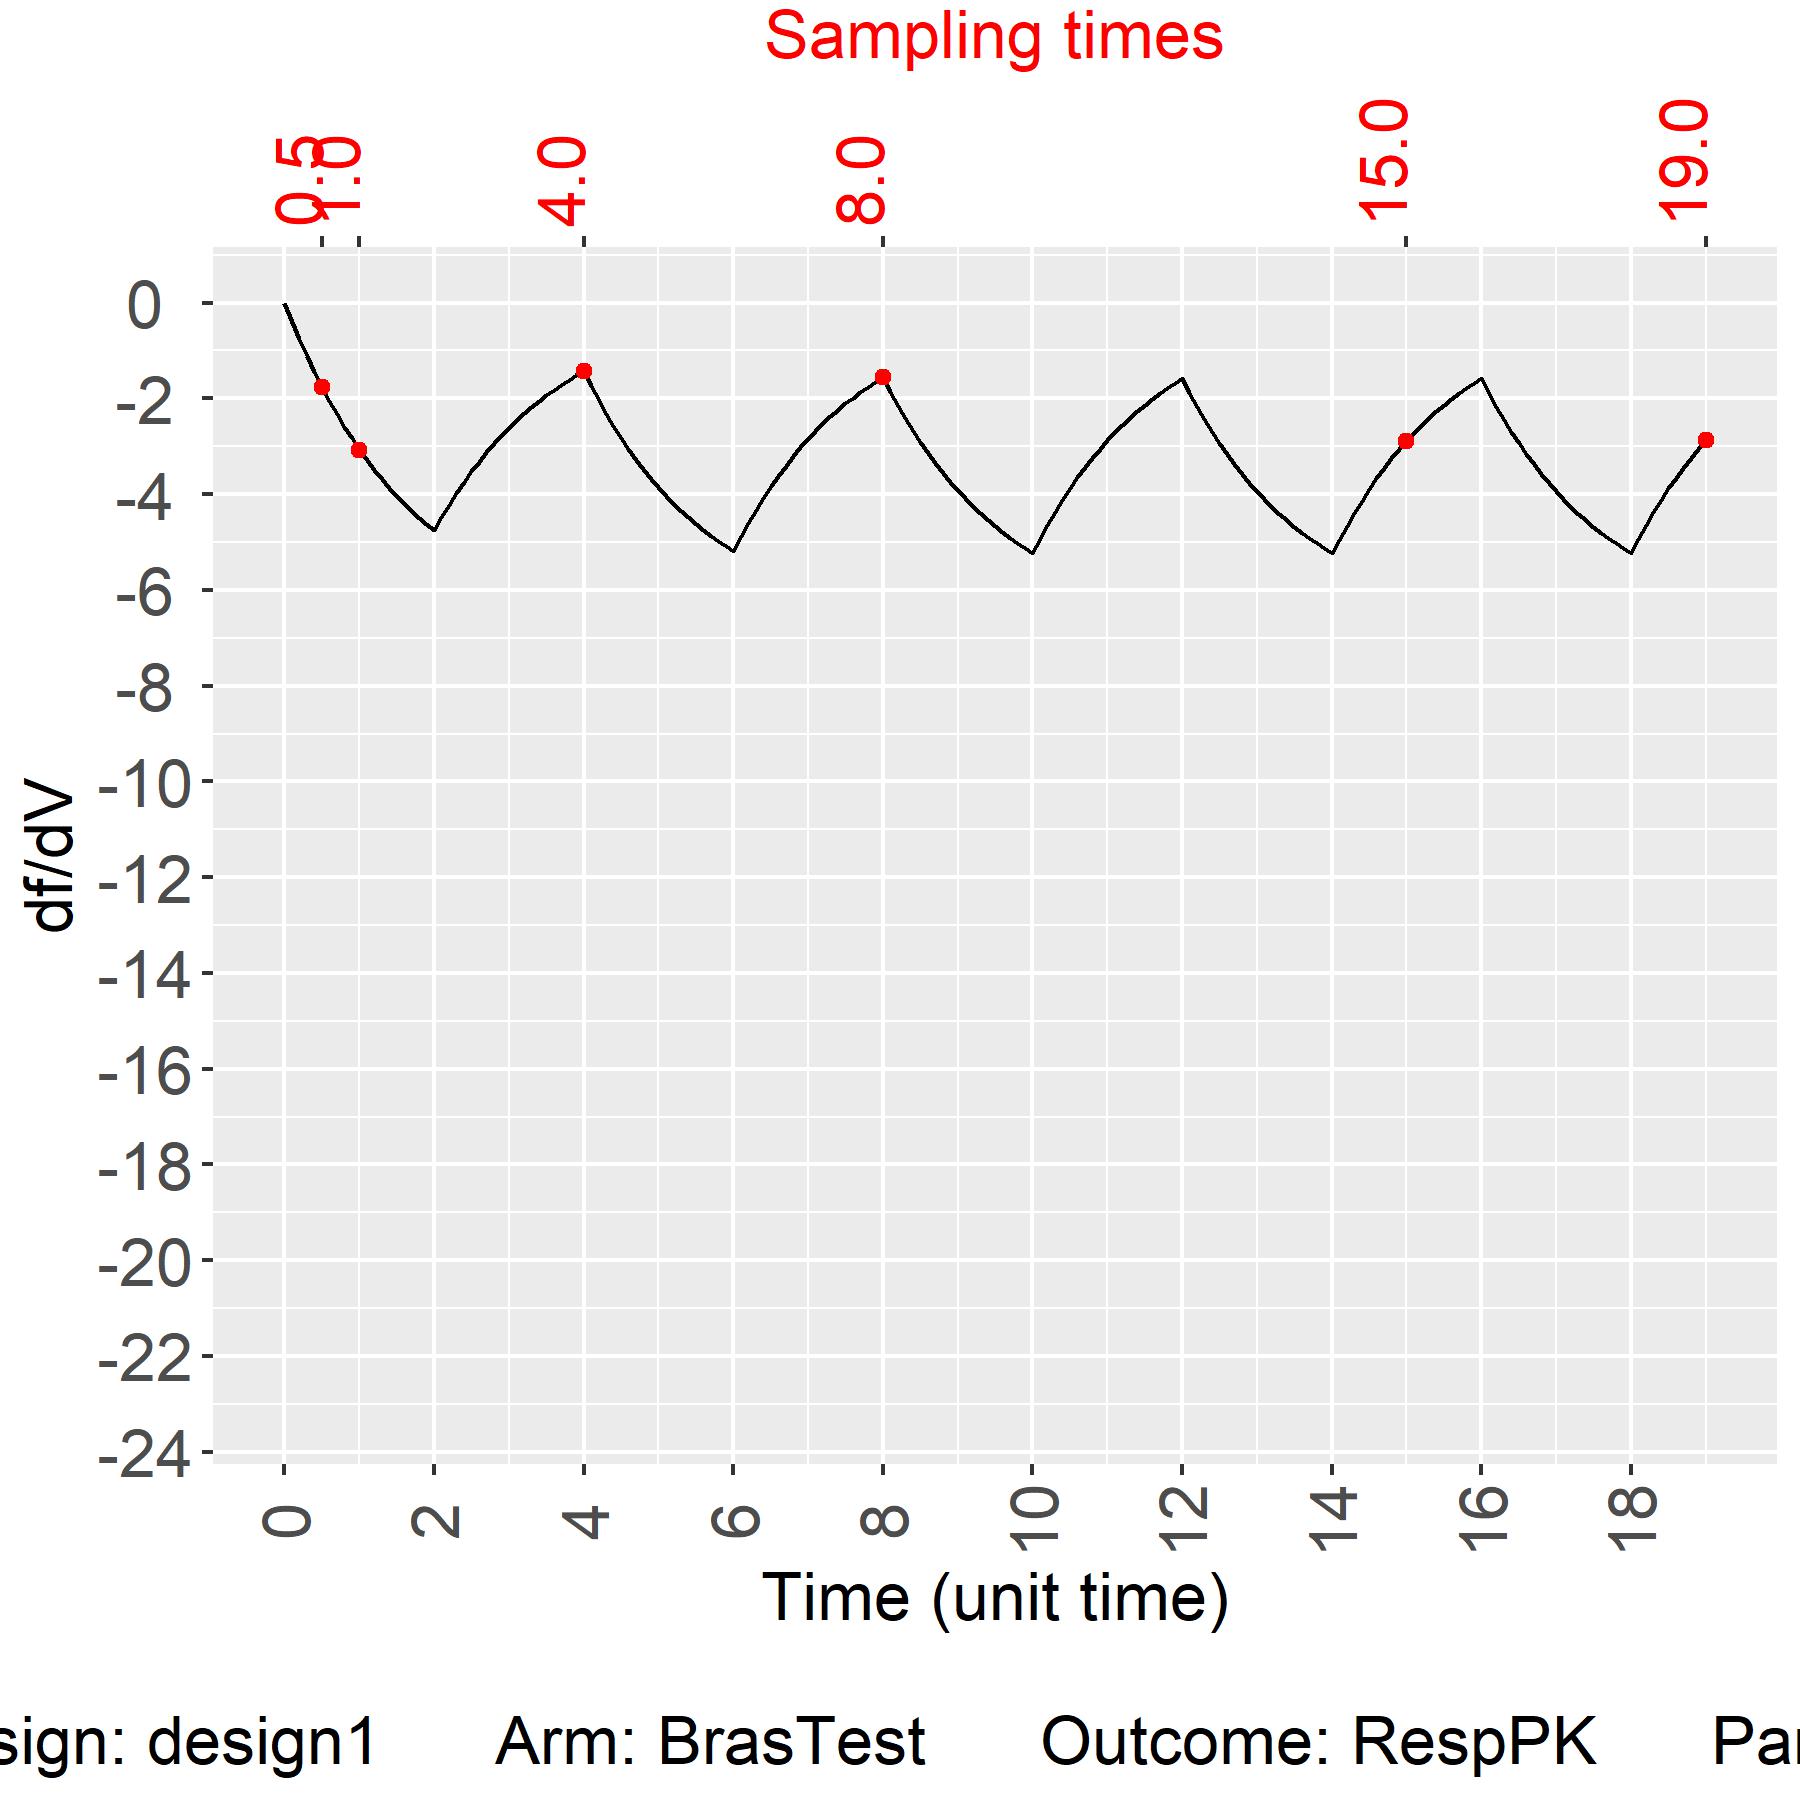 Sampling times
0.5 1.0 4.0 8.0 15.0 19.0
0
-2
-4
-6
-8
-10
-12
-14
-16
-18
-20
-22
-24
df/dV
0 2 4 6 8 10 12 14 16 18
Time (unit time)
sign: design1 Arm: BrasTest Outcome: RespPK